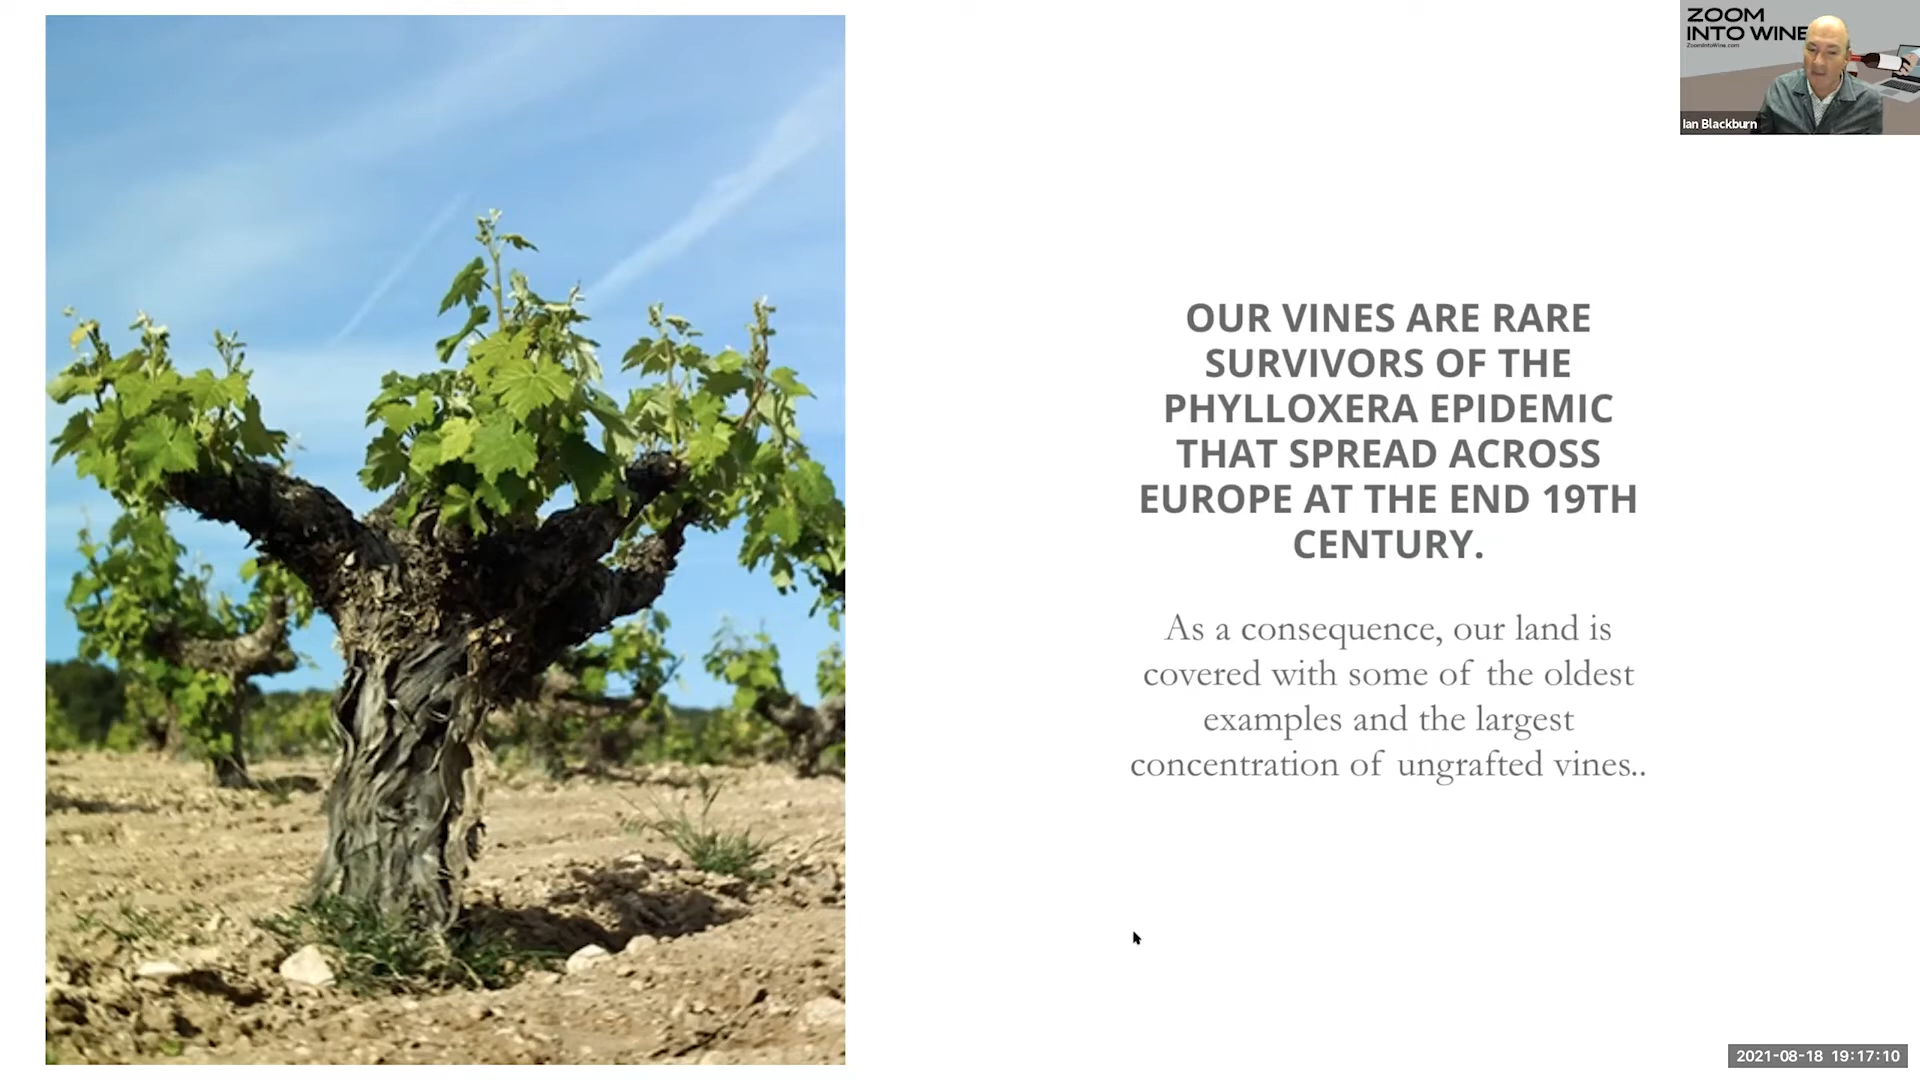 ZOOM
INTO WINE
ZoomIntoWine.com
Ian Blackburn
OUR VINES ARE RARE
SURVIVORS OF THE
PHYLLOXERA EPIDEMIC
THAT SPREAD ACROSS
EUROPE AT THE END 19TH
CENTURY.
As a consequence, our land is
covered with some of the oldest
examples and the largest
concentration of ungrafted vines..
2021-08-18 19:17:10